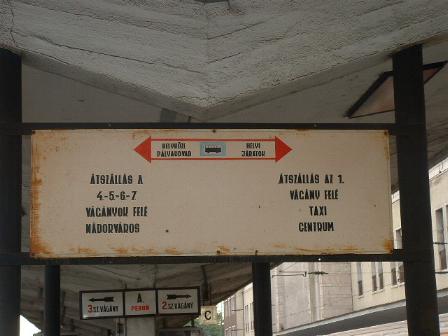 HELYKÖZI
PÁLYAUDVAR
HELYI
JÁRATOK
ÁTSZÁLLÁS A
4-5-6-7
VÁGÁNYOK FELÉ
NÁDORVÁROS
ÁTSZÁLLÁS AZ 1.
VÁGÁNY FELÉ
TAXI
CENTRUM
3.SZ.VÁGÁNY
A
PERON
2.SZ.VÁGÁNY
C